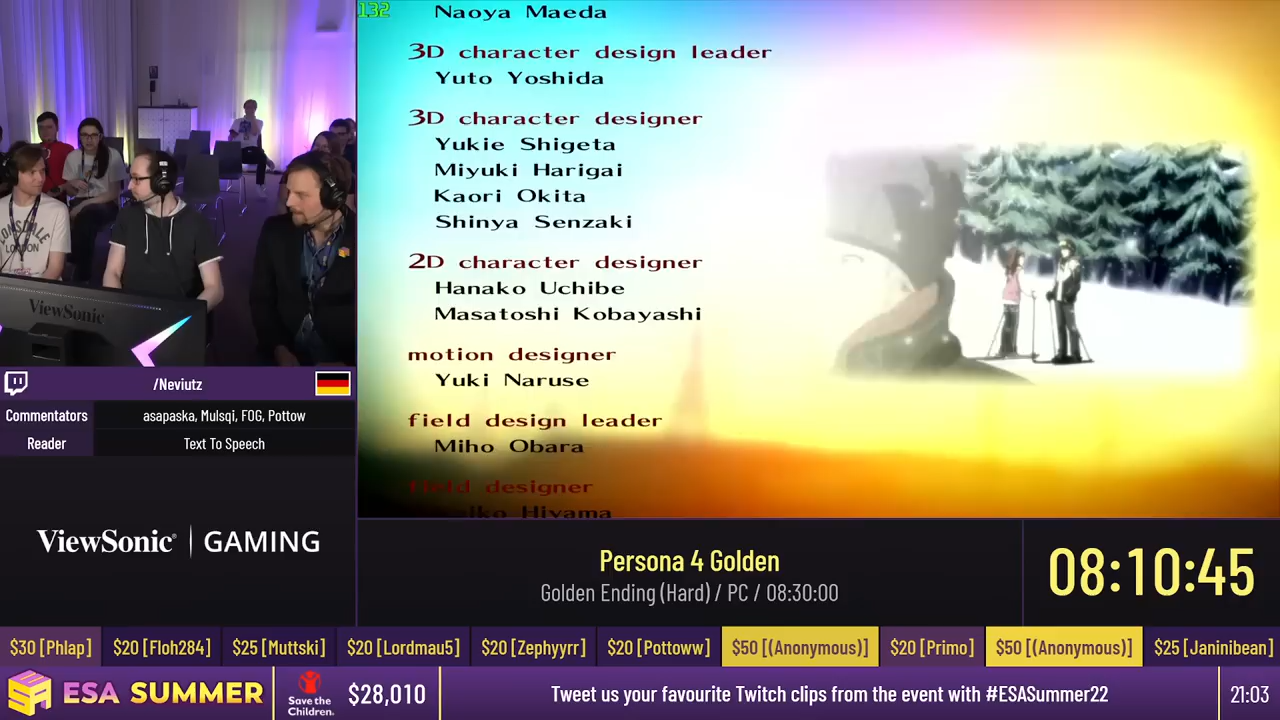 132
Naoya Maeda
3D character design leader
Yuto Yoshida
3D character designer
Yukie Shigeta
Miyuki Harigai
Kaori Okita
Shinya Senzaki
2D character designer
Hanako Uchibe
Masatoshi Kobayashi
motion designer
Yuki Naruse
field design leader
Miho Obara
field designer
Hiyama
LONDON
ViewSonic
/Neviutz
Commentators asapaska, Mulsqi, FOG, Pottow
Reader Text To Speech
ViewSonic | GAMING
Persona 4 Golden
Golden Ending (Hard) / PC / 08:30:00
08:10:45
$30 [Phlap] $20 [Floh284] $25 [Muttski] $20 [Lordmau5] $20 [Zephyyrr] $20 [Pottoww] $50 [(Anonymous)] $20 [Primo] $50 [(Anonymous)] $25 [Janinibean]
ESA SUMMER
Save the
Children.
$28,010
Tweet us your favourite Twitch clips from the event with #ESASummer22
21:03